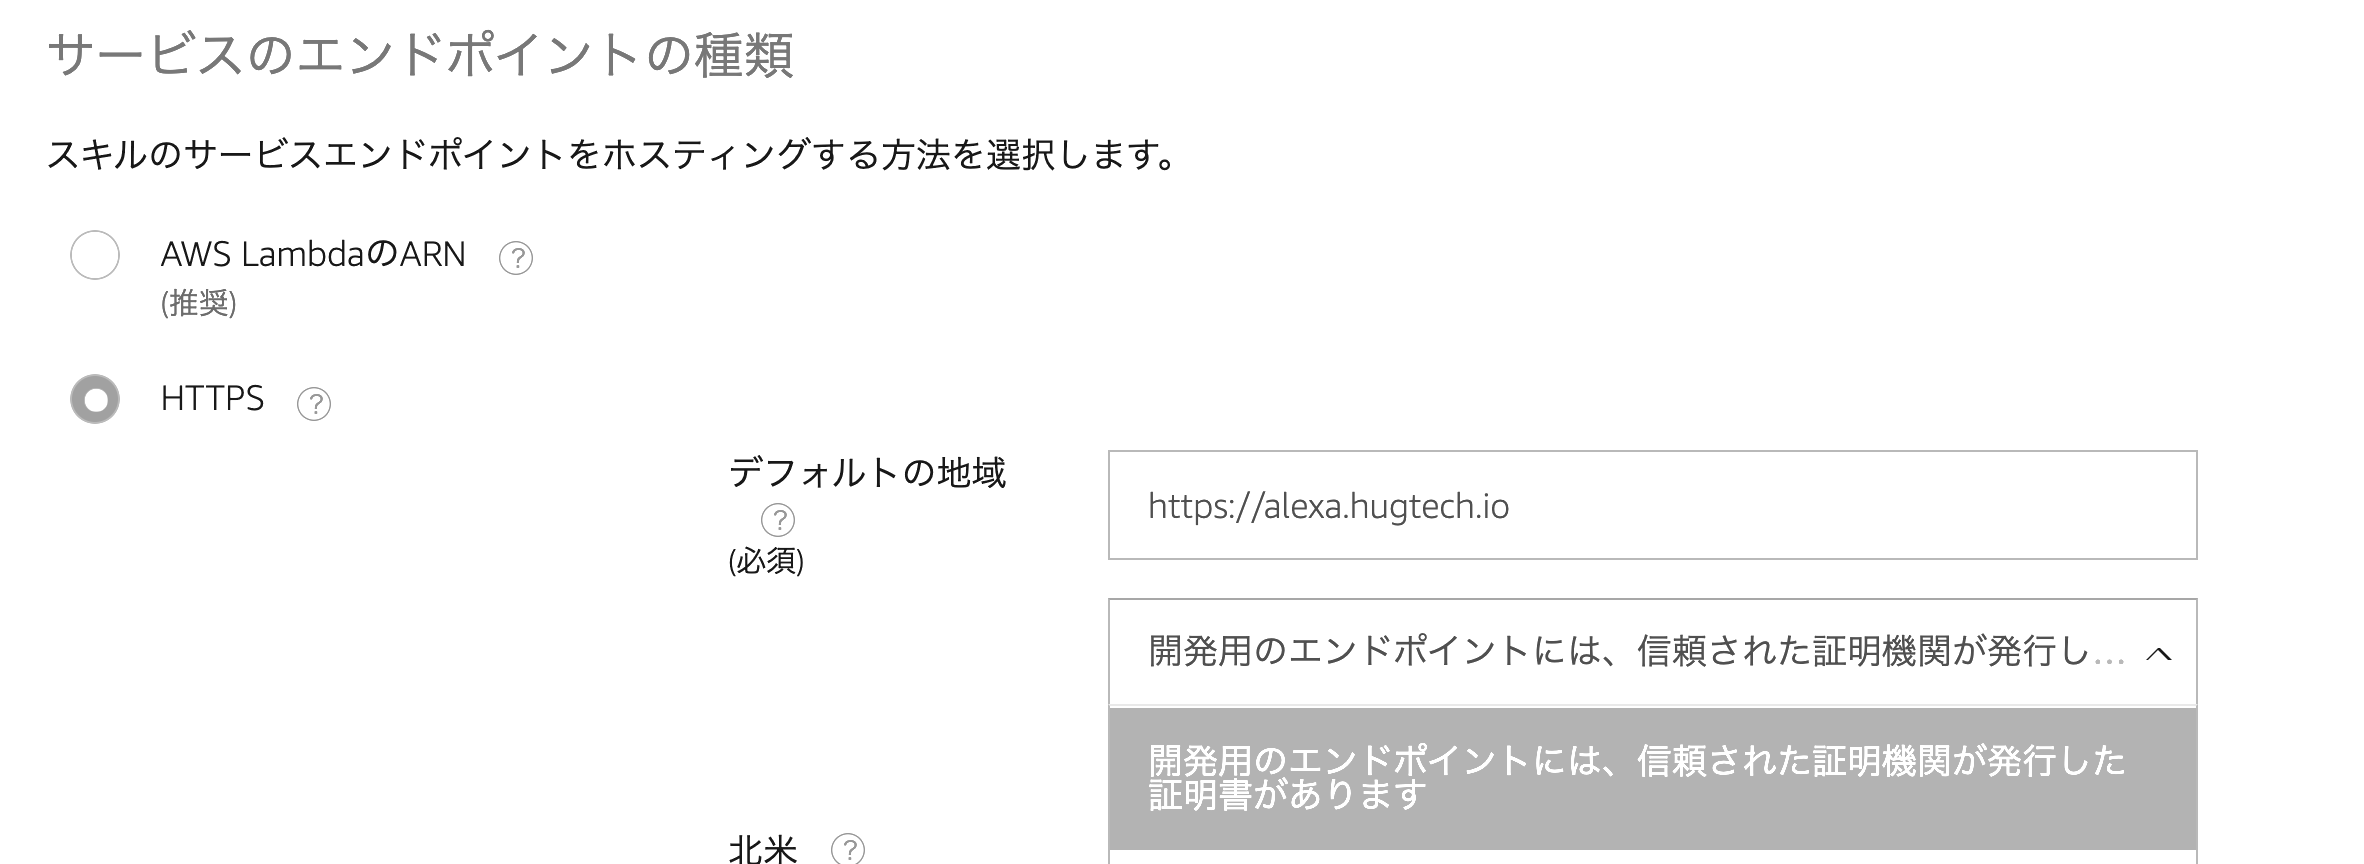 サービスのエンドポイントの種類
スキルのサービスエンドポイントをホスティングする方法を選択します。
AWS LambdaのARN ?
(推奨)
HTTPS ?
デフォルトの地域
?
(必須)
https://alexa.hugtech.io
開発用のエンドポイントには、信頼された証明機関が発行し...
開発用のエンドポイントには、信頼された証明機関が発行した
証明書があります
北米 ?